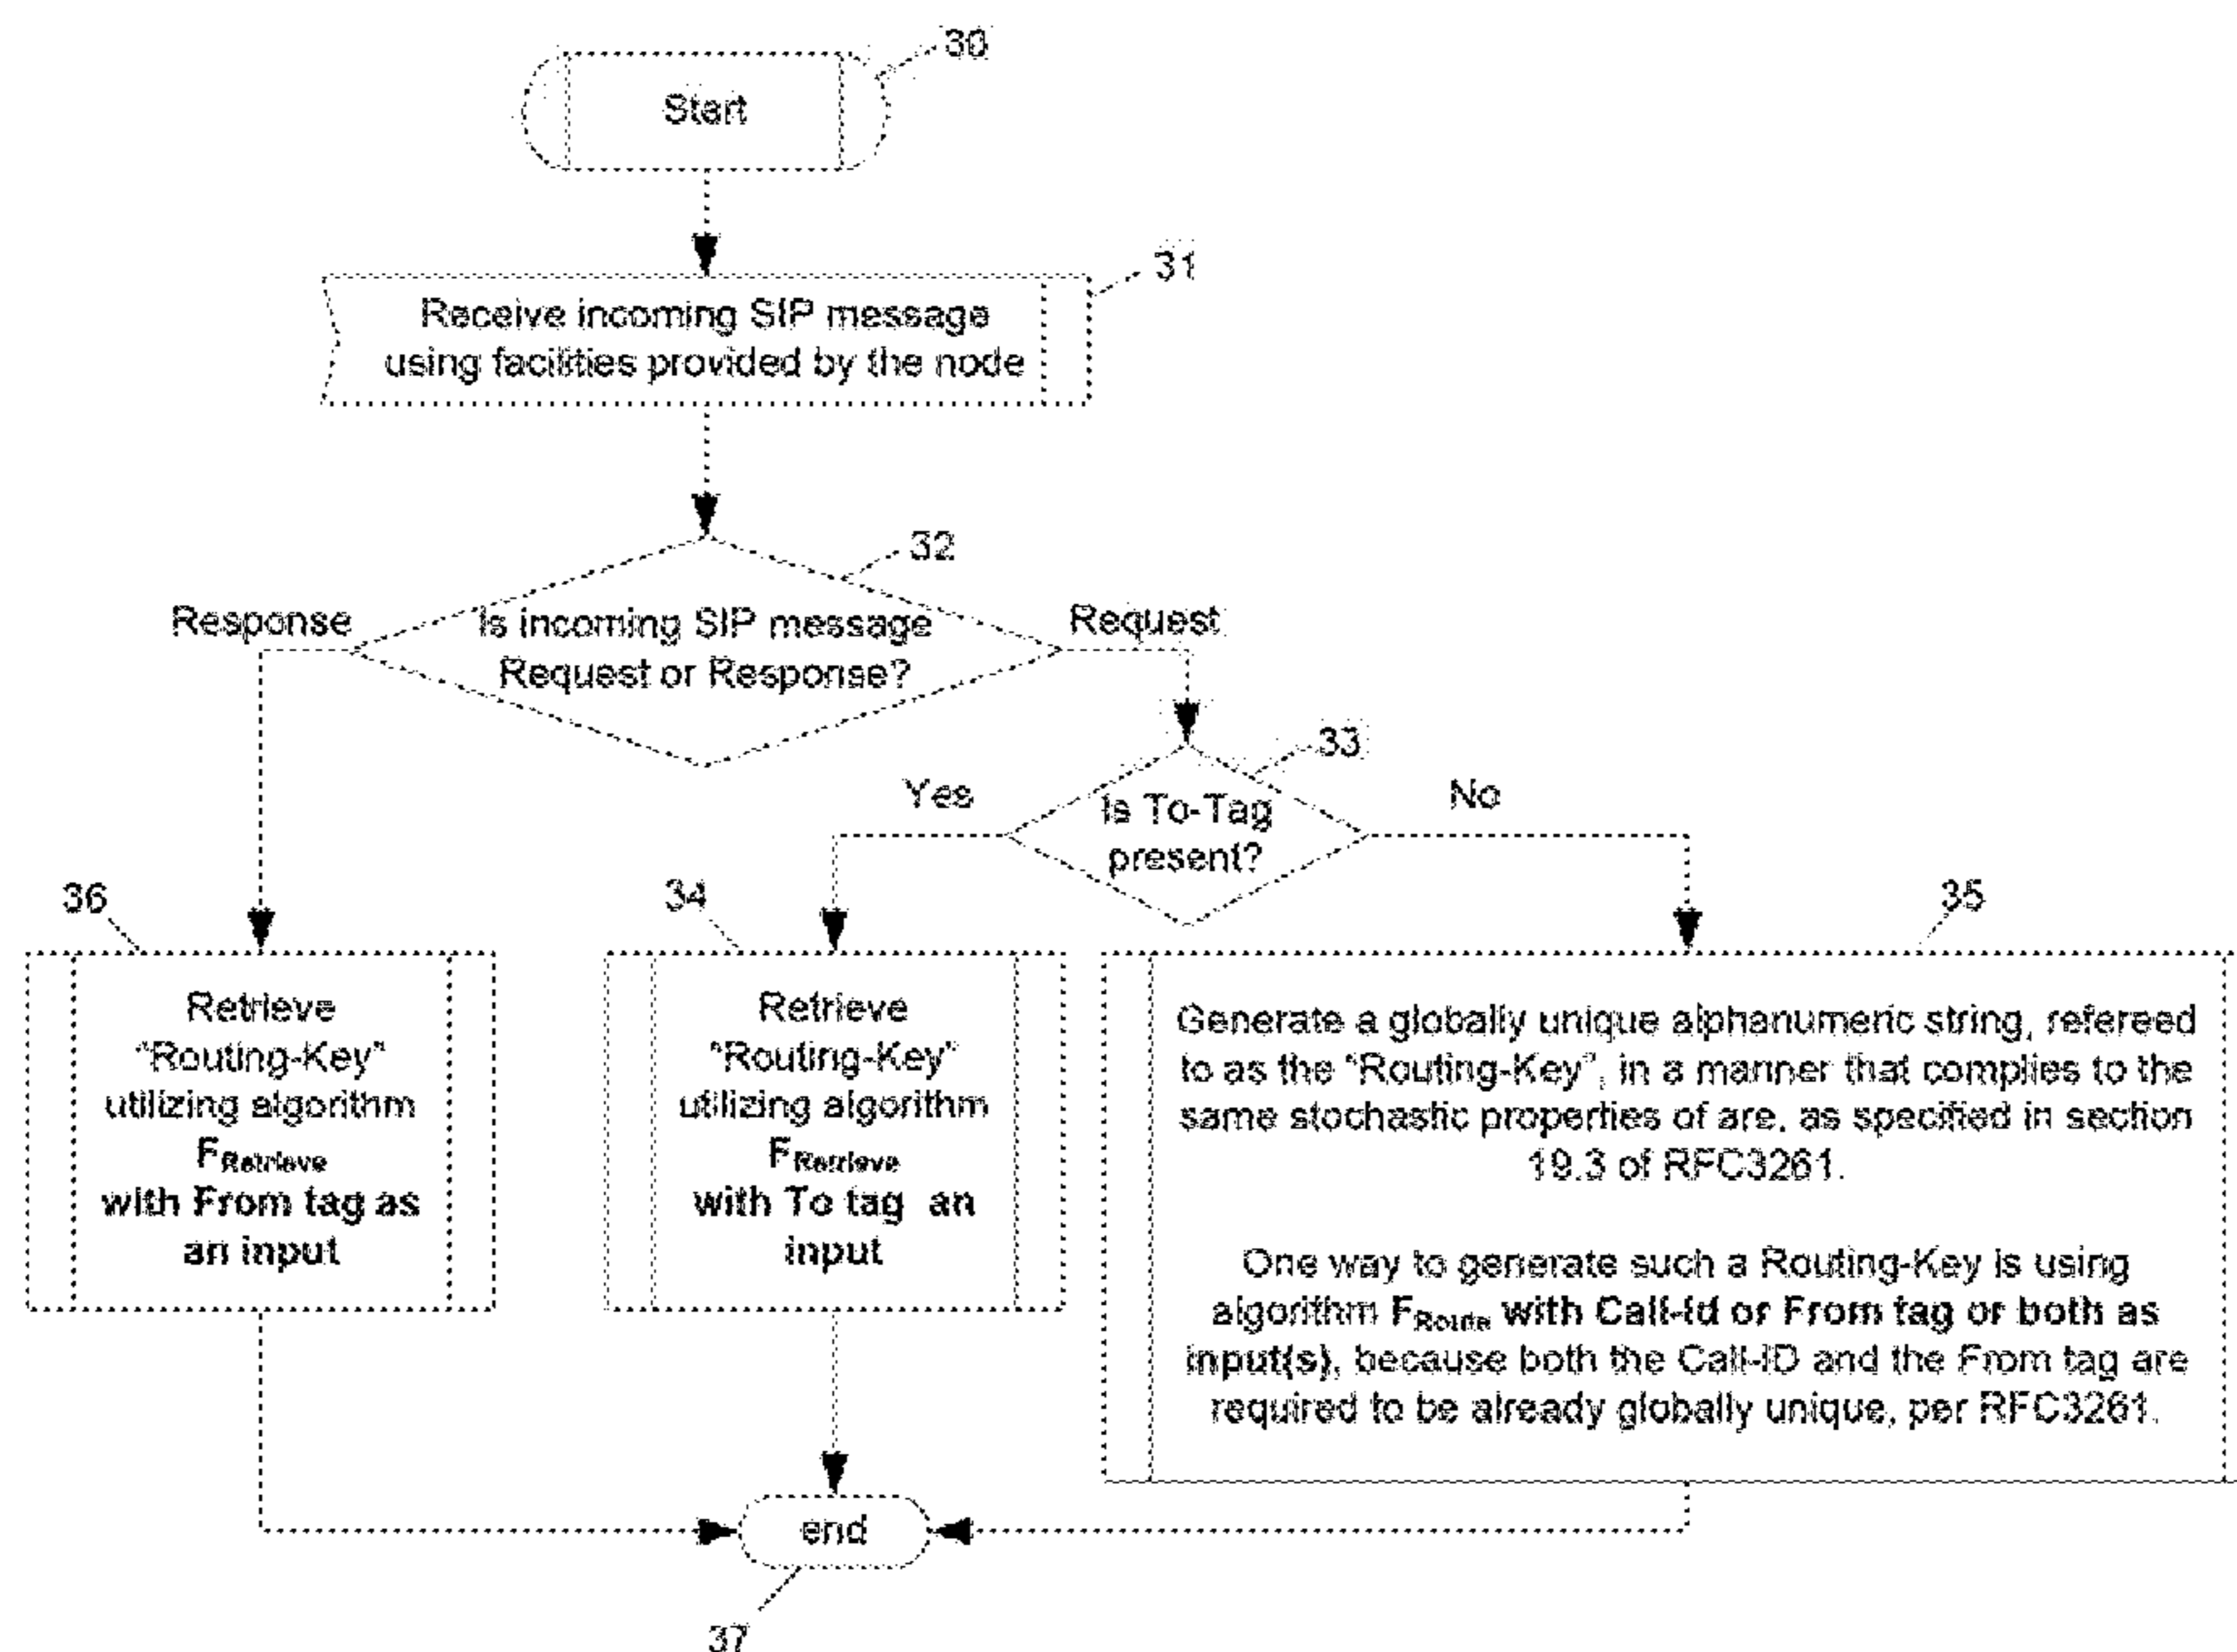 30
Start
31
Receive incoming SIP message
using facilities provided by the node
32
Response
Is incoming SIP message
Request or Response?
Request
33
Yes
Is To-Tag
present?
No
36
34
35
Retrieve
"Routing-Key"
utilizing algorithm
FRetrieve
with From tag as
an input
Retrieve
"Routing-Key"
utilizing algorithm
FRetrieve
with To tag an
input
Generate a globally unique alphanumeric string, refereed
to as the "Routing-Key", in a manner that complies to the
same stochastic properties of are, as specified in section
19.3 of RFC3261.
One way to generate such a Routing-Key is using
algorithm FRoute with Call-Id or From tag or both as
input(s), because both the Call-ID and the From tag are
required to be already globally unique, per RFC3261.
end
37